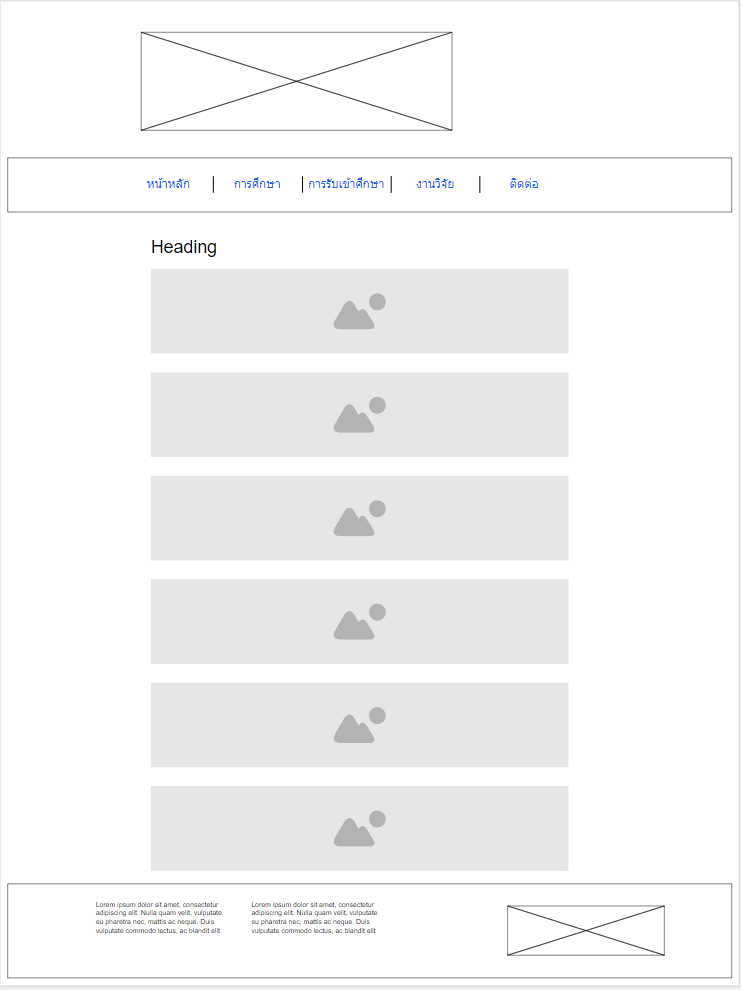 หน้าหลัก การศึกษา การรับเข้าศึกษา งานวิจัย ติดต่อ
Heading
Lorem ipsum dolor sit amet, consectetur
adipiscing elit. Nulla quam velit, vulputate
eu pharetra nec, mattis ac neque. Duis
vulputate commodo lectus, ac blandit elit
Lorem ipsum dolor sit amet, consectetur
adipiscing elit. Nulla quam velit, vulputate
eu pharetra nec, mattis ac neque. Duis
vulputate commodo lectus, ac blandit elit